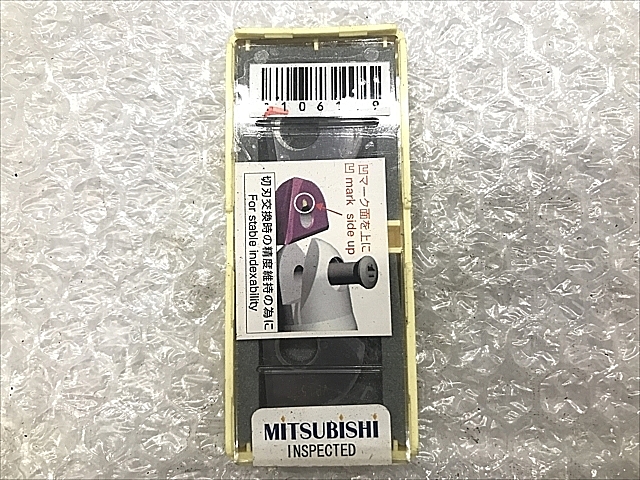 凹マーク面を上に
凹 mark side up
切刃交換時の精度維持の為に
For stable indexability
MITSUBISHI
INSPECTED